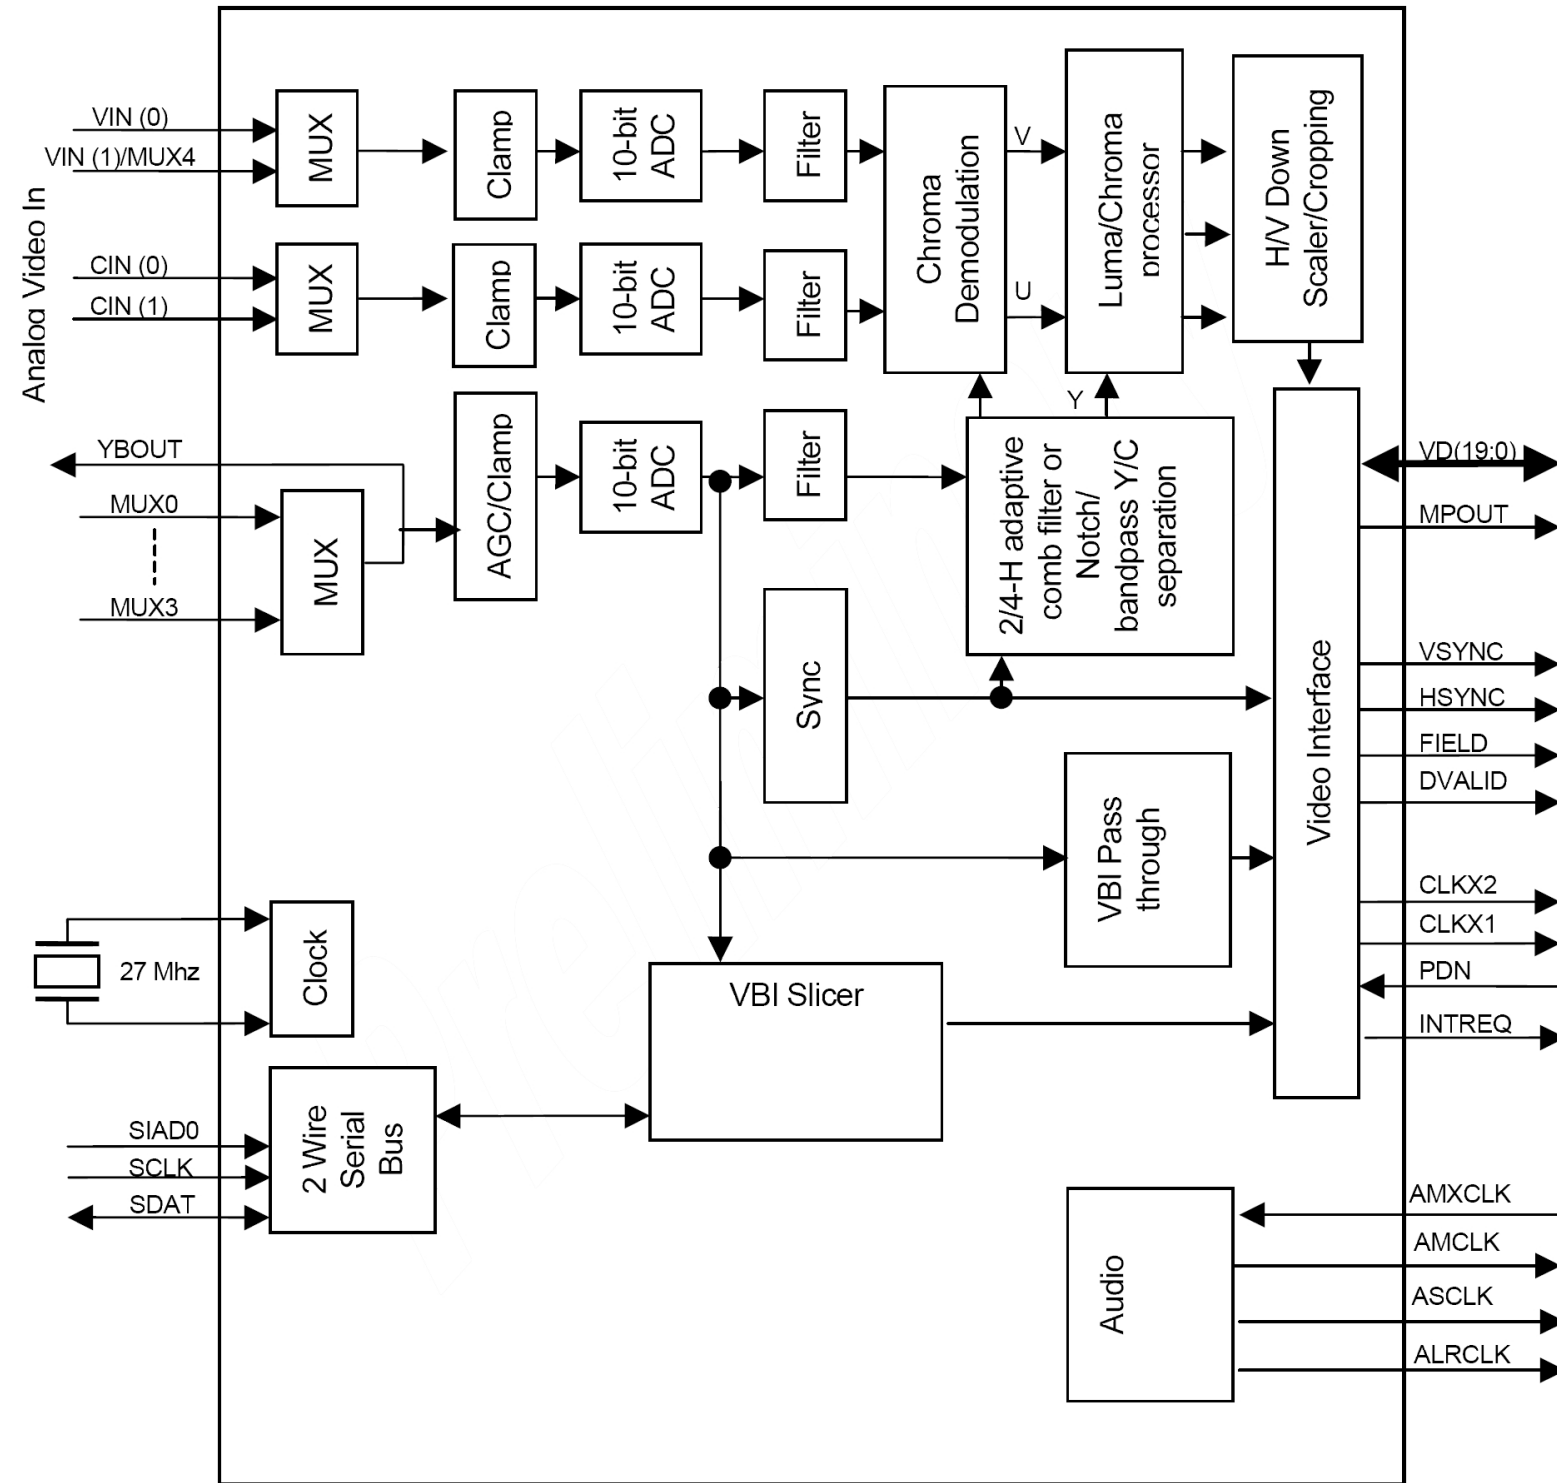 Analog Video In
VIN (0)
VIN (1)/MUX4
CIN (0)
CIN (1)
YBOUT
MUX0
MUX3
MUX
MUX
MUX
Clamp
Clamp
AGC/Clamp
10-bit
ADC
10-bit
ADC
10-bit
ADC
Filter
Filter
Filter
Chroma
Demodulation
V
U
Y
Luma/Chroma
processor
H/V Down
Scaler/Cropping
2/4-H adaptive
comb filter or
Notch/
bandpass Y/C
separation
Sync
VBI Pass
through
VBI Slicer
Video Interface
27 Mhz
Clock
SIAD0
SCLK
SDAT
2 Wire
Serial
Bus
Audio
VD(19:0)
MPOUT
VSYNC
HSYNC
FIELD
DVALID
CLKX2
CLKX1
PDN
INTREQ
AMXCLK
AMCLK
ASCLK
ALRCLK